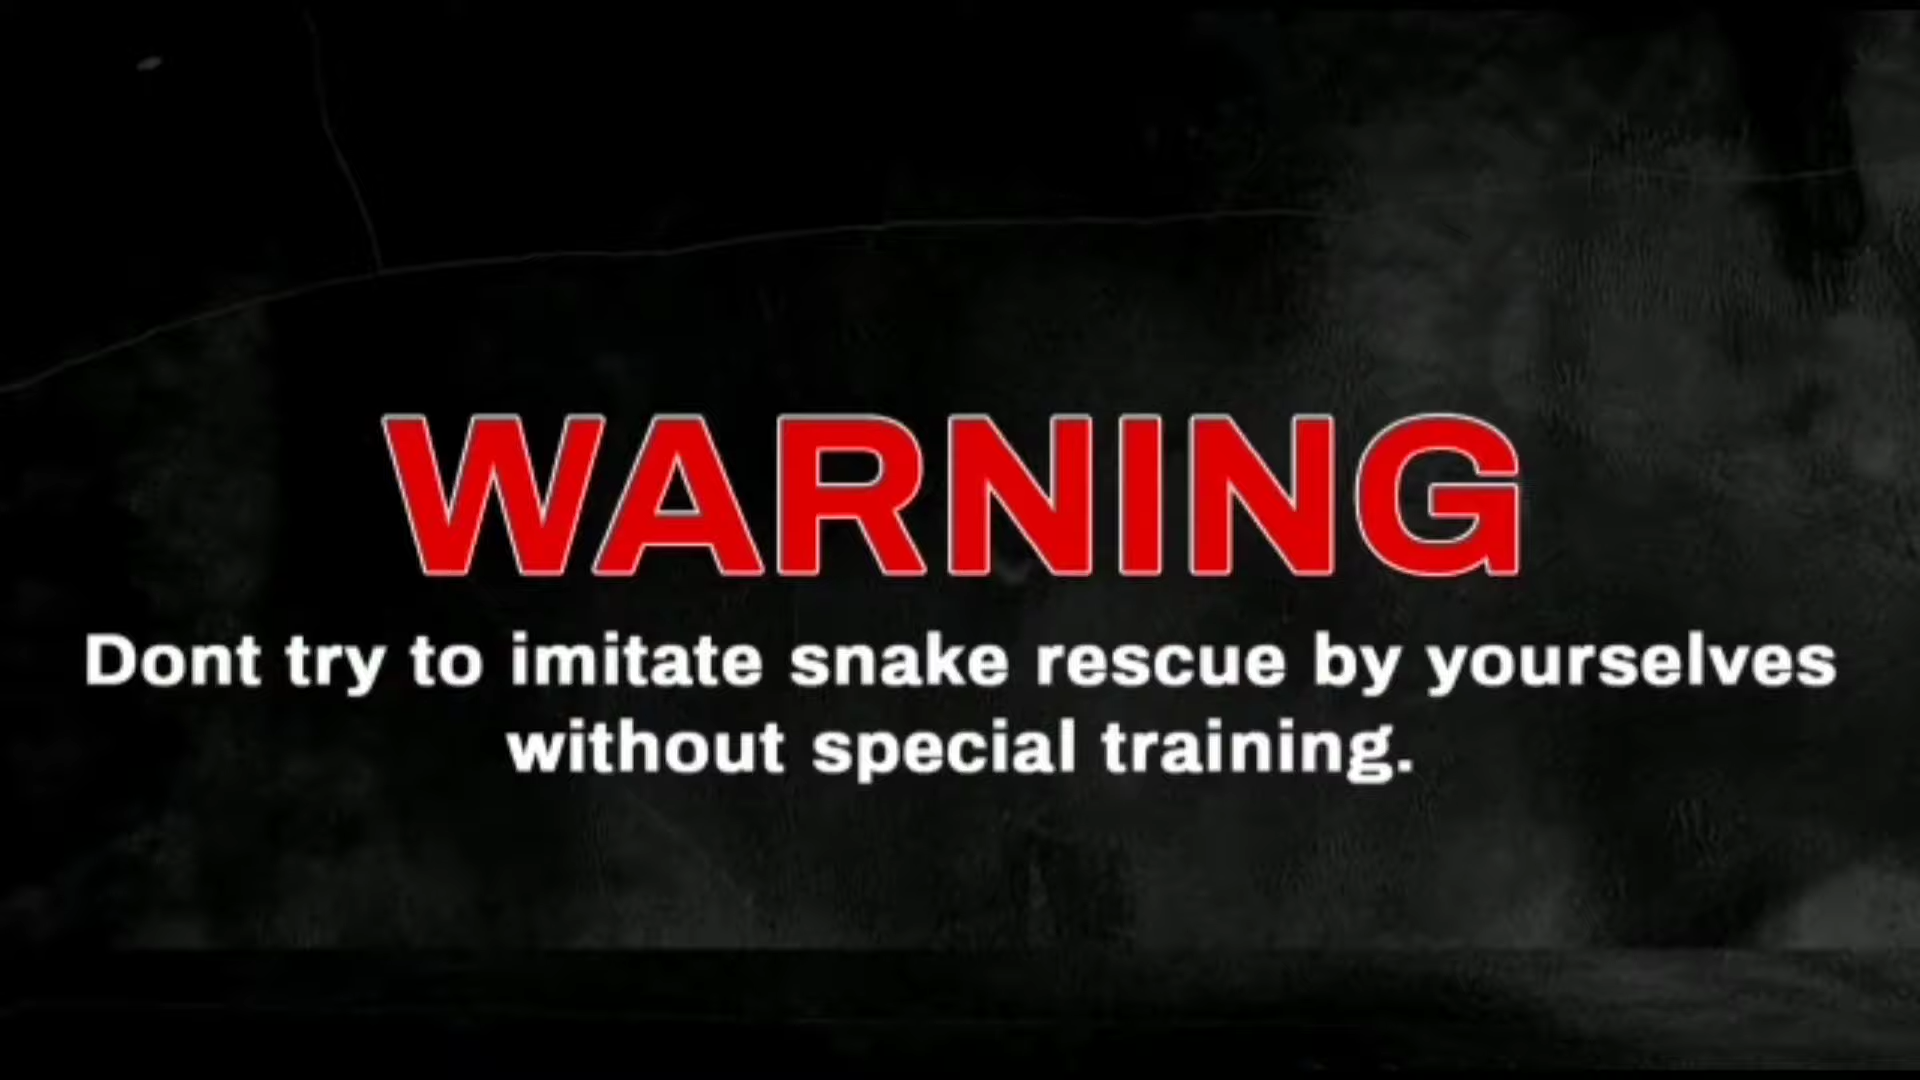 WARNING
Dont try to imitate snake rescue by yourselves
without special training.